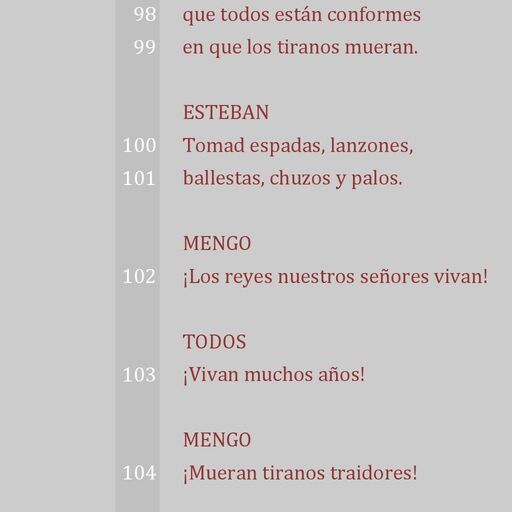 98 que todos están conformes
99 en que los tiranos mueran.
ESTEBAN
100 Tomad espadas, lanzones,
101 ballestas, chuzos y palos.
MENGO
102 ¡Los reyes nuestros señores vivan!
TODOS
103 ¡Vivan muchos años!
MENGO
104 ¡Mueran tiranos traidores!